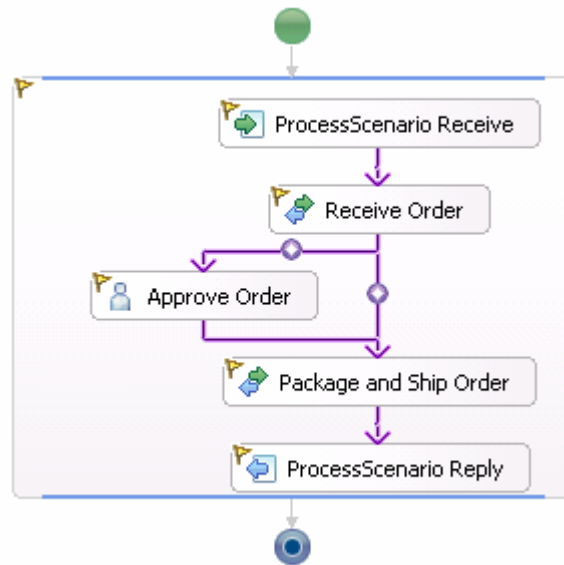 ProcessScenario Receive
Receive Order
Approve Order
Package and Ship Order
ProcessScenario Reply